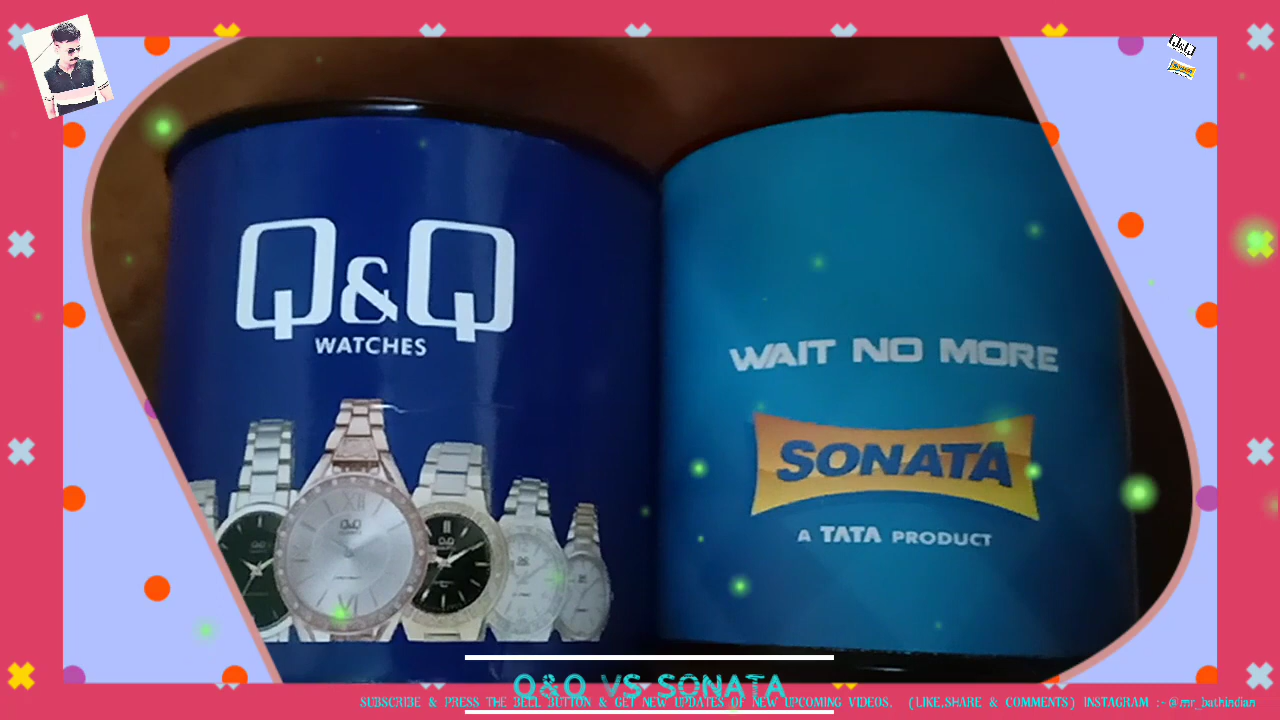 Q&Q
WATCHES
WAIT NO MORE
SONATA
A TATA PRODUCT
Q&Q
Q&Q
Q&Q
SONATA
Q&Q VS SONATA
SUBSCRIBE & PRESS THE BELL BUTTON & GET NEW UPDATES OF NEW UPCOMING VIDEOS. (LIKE,SHARE & COMMENTS) INSTAGRAM :-@mr_bathindian